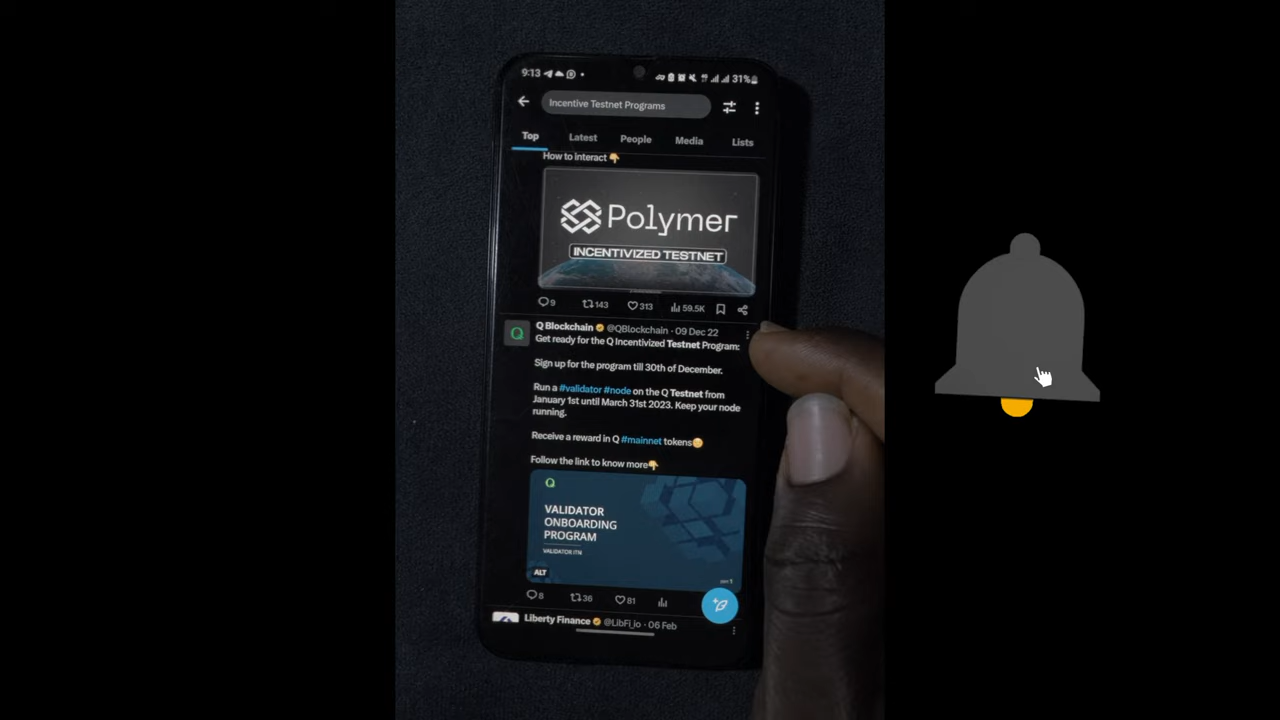 9:13
31%
Incentive Testnet Programs
Top Latest People Media Lists
How to interact 👇
Polymer
INCENTIVIZED TESTNET
9 143 313 59.5K
Q Blockchain @QBlockchain · 09 Dec 22
Get ready for the Q Incentivized Testnet Program:
Sign up for the program till 30th of December.
Run a #validator #node on the Q Testnet from
January 1st until March 31st 2023. Keep your node
running.
Receive a reward in Q #mainnet tokens
Follow the link to know more👇
VALIDATOR
ONBOARDING
PROGRAM
VALIDATOR ITN
ALT
8 36 81
Liberty Finance @LibFi_io · 06 Feb